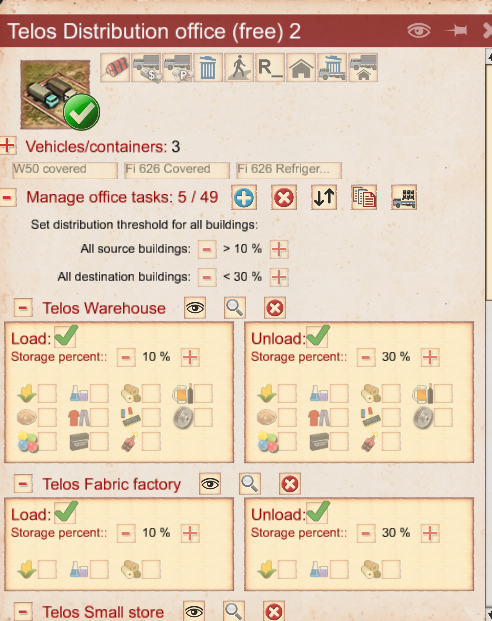 Telos Distribution office (free) 2
R_
Vehicles/containers: 3
W50 covered Fi 626 Covered Fi 626 Refriger...
Manage office tasks: 5 / 49
Set distribution threshold for all buildings:
All source buildings: > 10 %
All destination buildings: < 30 %
Telos Warehouse
Load: Unload:
Storage percent:: 10 % Storage percent:: 30 %
Telos Fabric factory
Load: Unload:
Storage percent:: 10 % Storage percent:: 30 %
Telos Small store